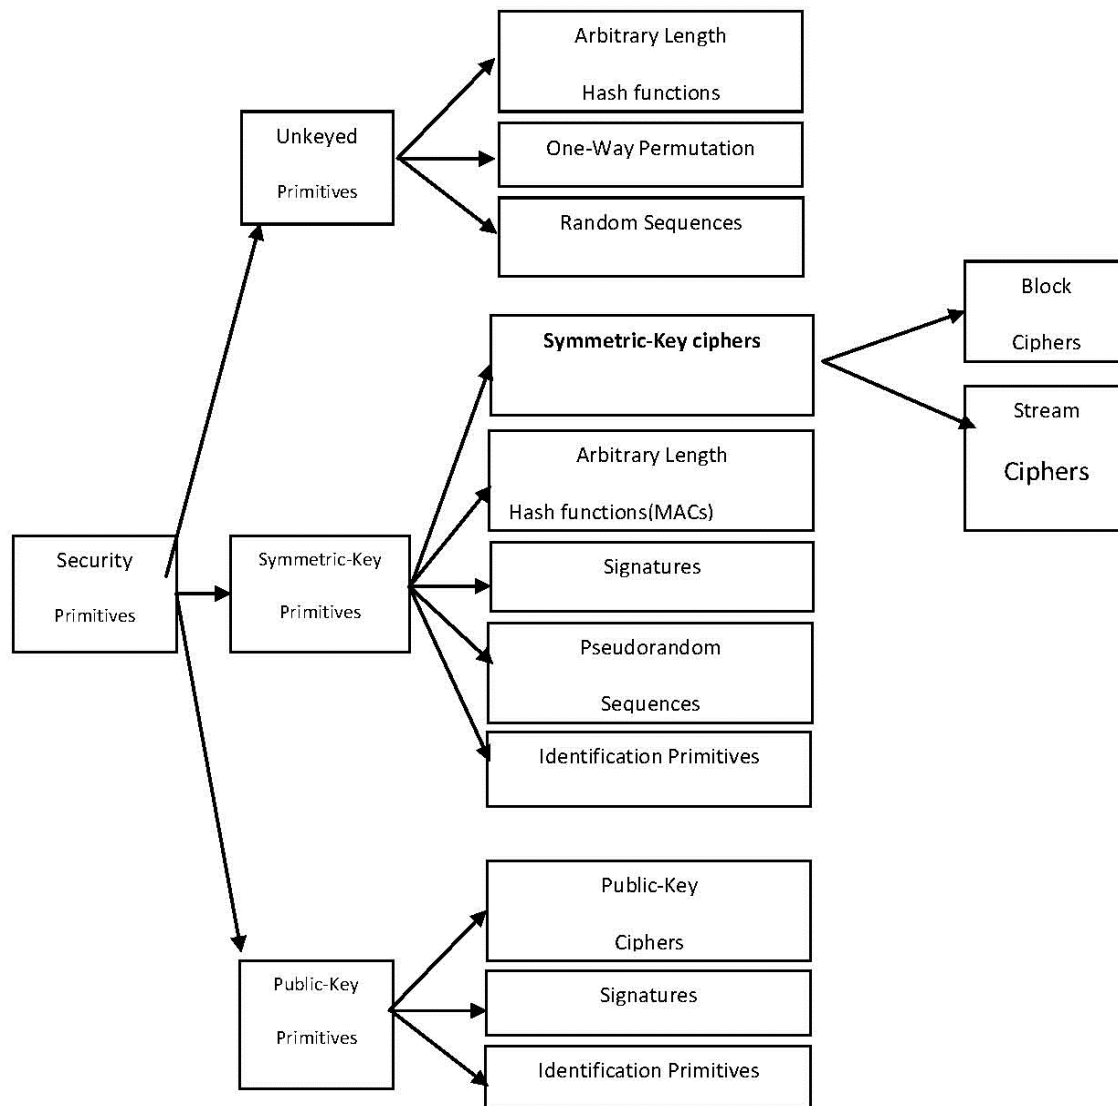 Arbitrary Length
Hash functions
Unkeyed
Primitives
One-Way Permutation
Random Sequences
Block
Ciphers
Symmetric-Key ciphers
Stream
Ciphers
Arbitrary Length
Hash functions(MACs)
Security
Primitives
Symmetric-Key
Primitives
Signatures
Pseudorandom
Sequences
Identification Primitives
Public-Key
Ciphers
Public-Key
Primitives
Signatures
Identification Primitives